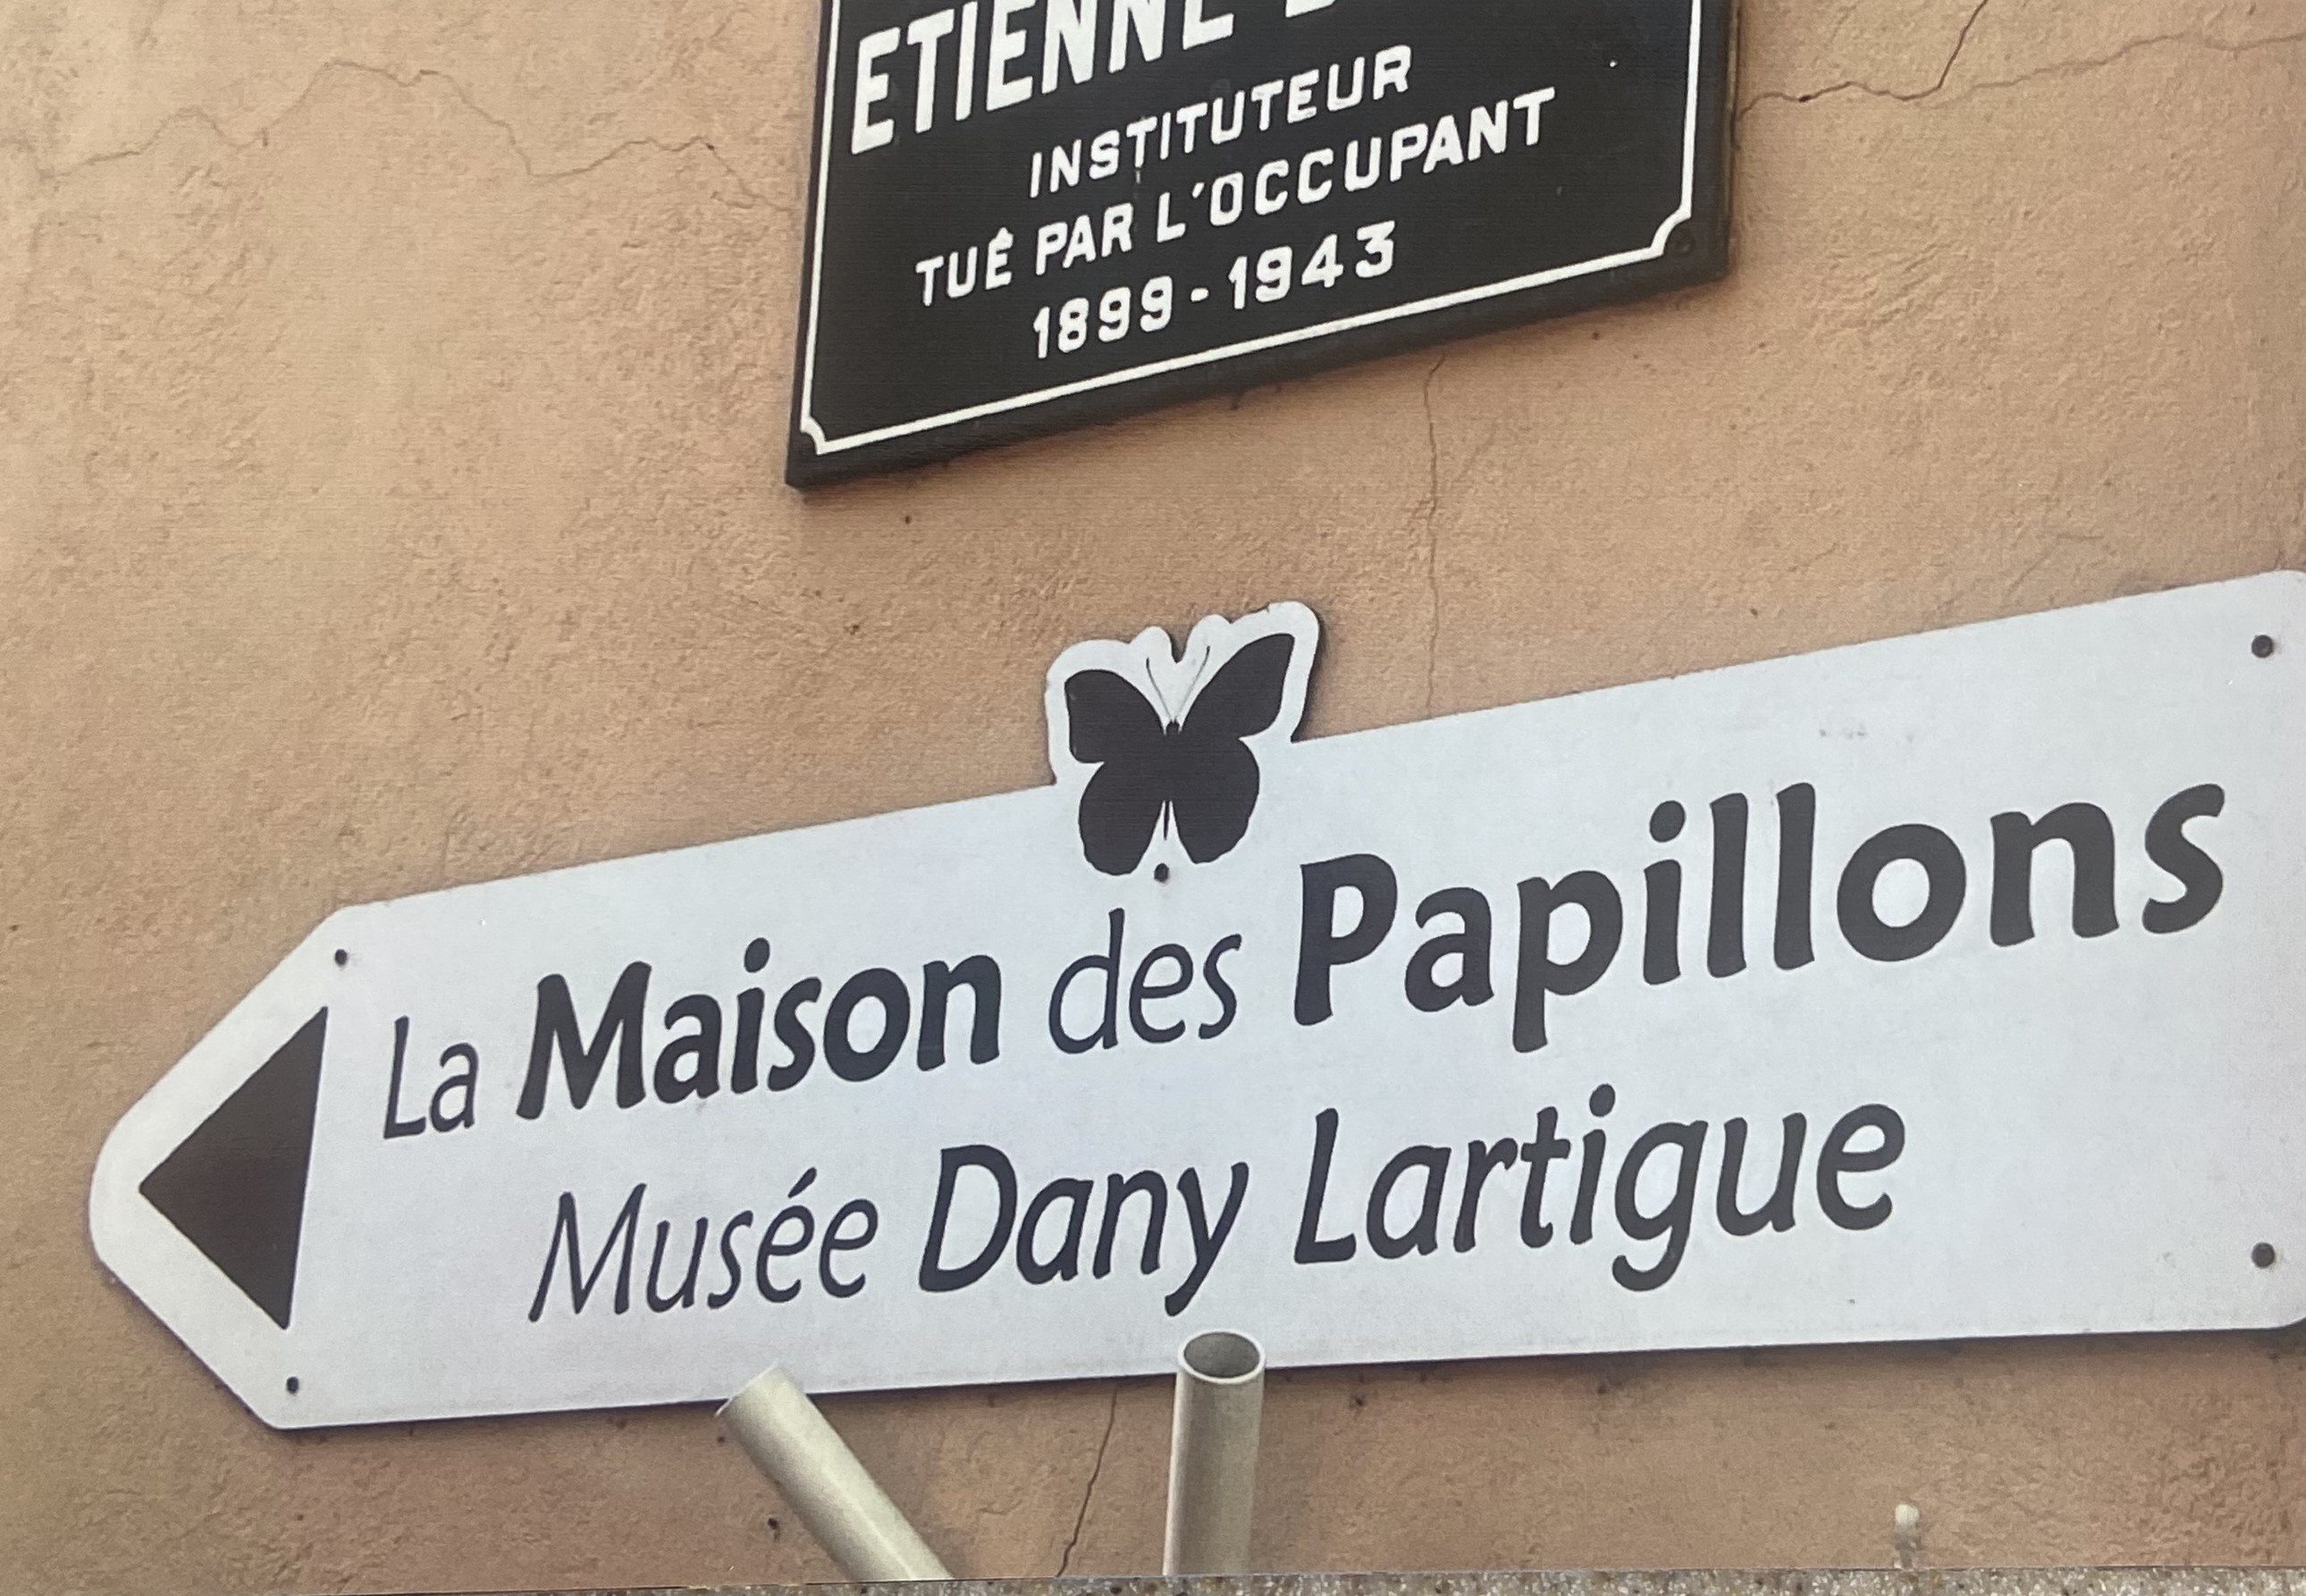 ETIENNE
INSTITUTEUR
TUÉ PAR L'OCCUPANT
1899-1943
La Maison des Papillons
Musée Dany Lartigue